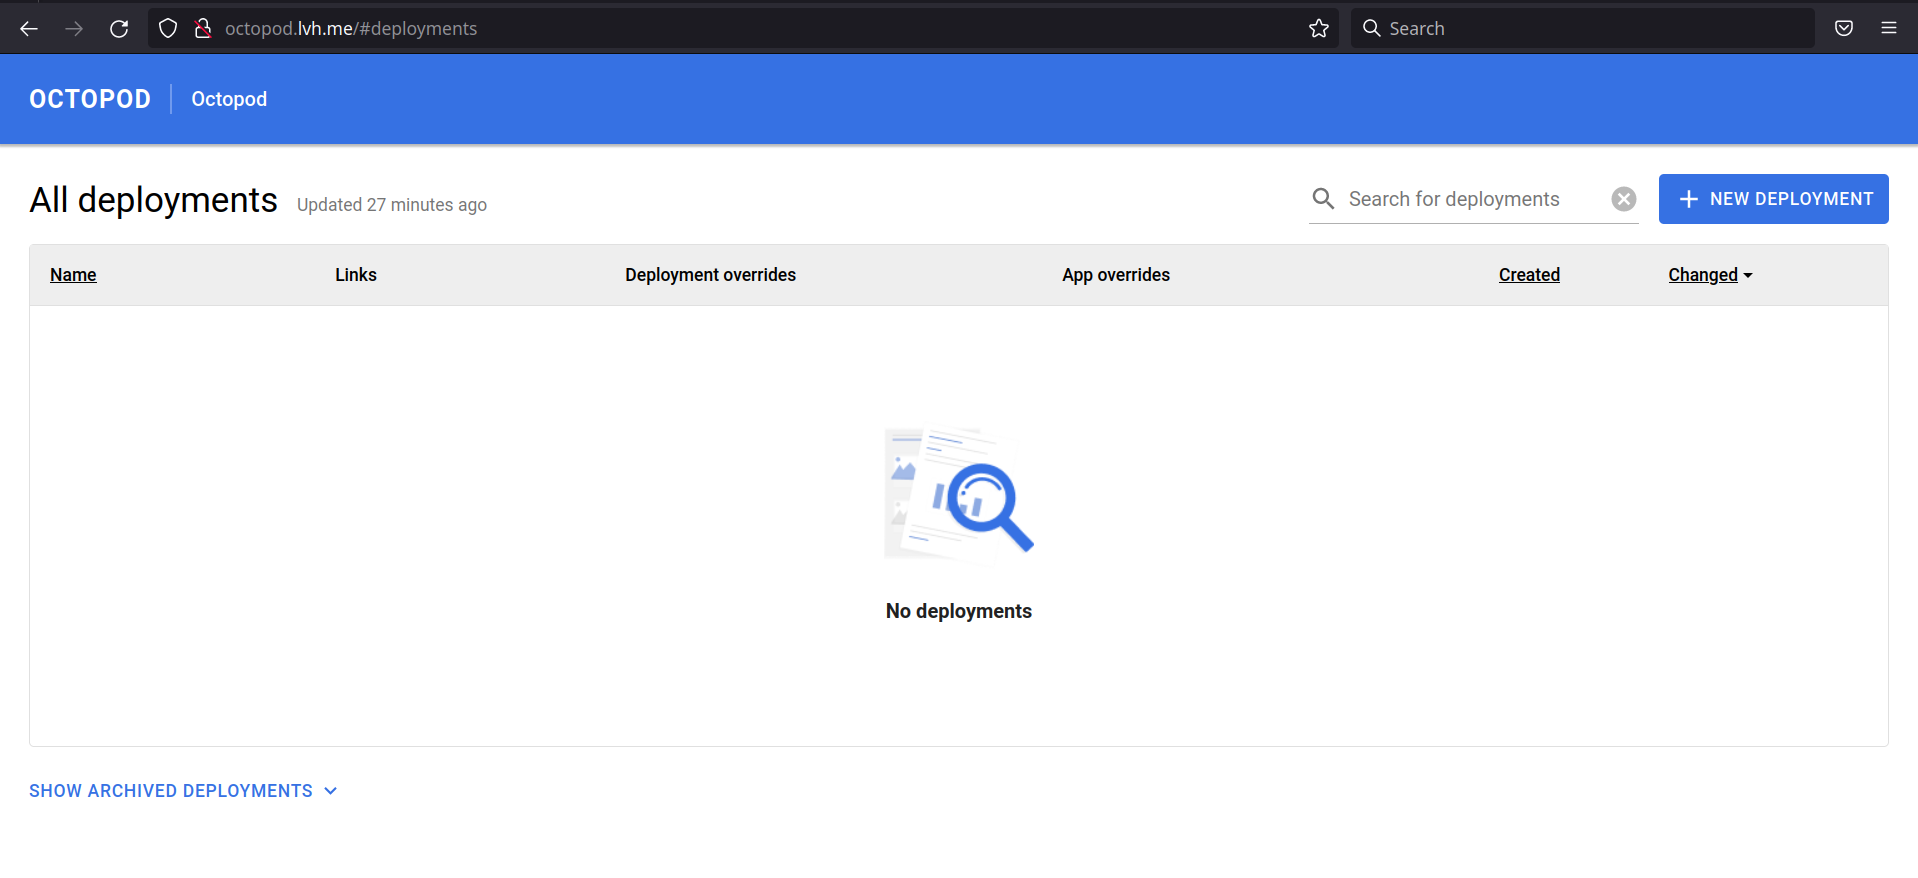 octopod.lvh.me/#deployments
Search
OCTOPOD
Octopod
All deployments
Updated 27 minutes ago
Search for deployments
NEW DEPLOYMENT
Name
Links
Deployment overrides
App overrides
Created
Changed
No deployments
SHOW ARCHIVED DEPLOYMENTS